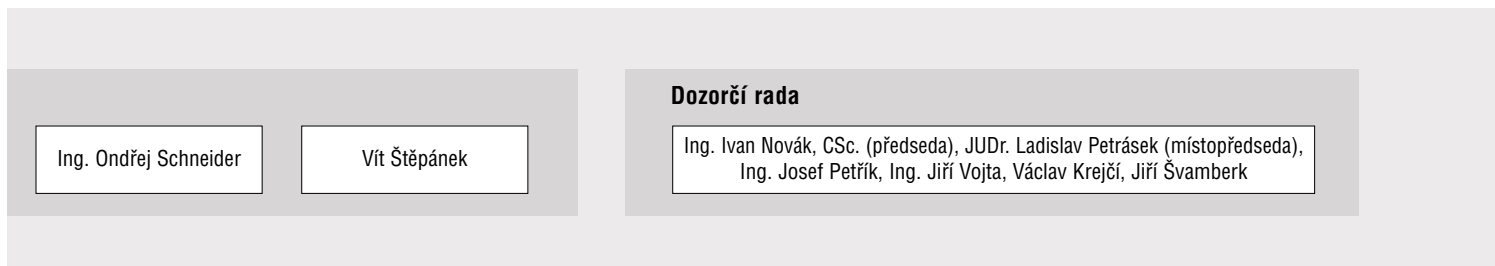 Ing. Ondřej Schneider
Vít Štěpánek
Dozorčí rada
Ing. Ivan Novák, CSc. (předseda), JUDr. Ladislav Petrásek (místopředseda),
Ing. Josef Petřík, Ing. Jiří Vojta, Václav Krejčí, Jiří Švamberk